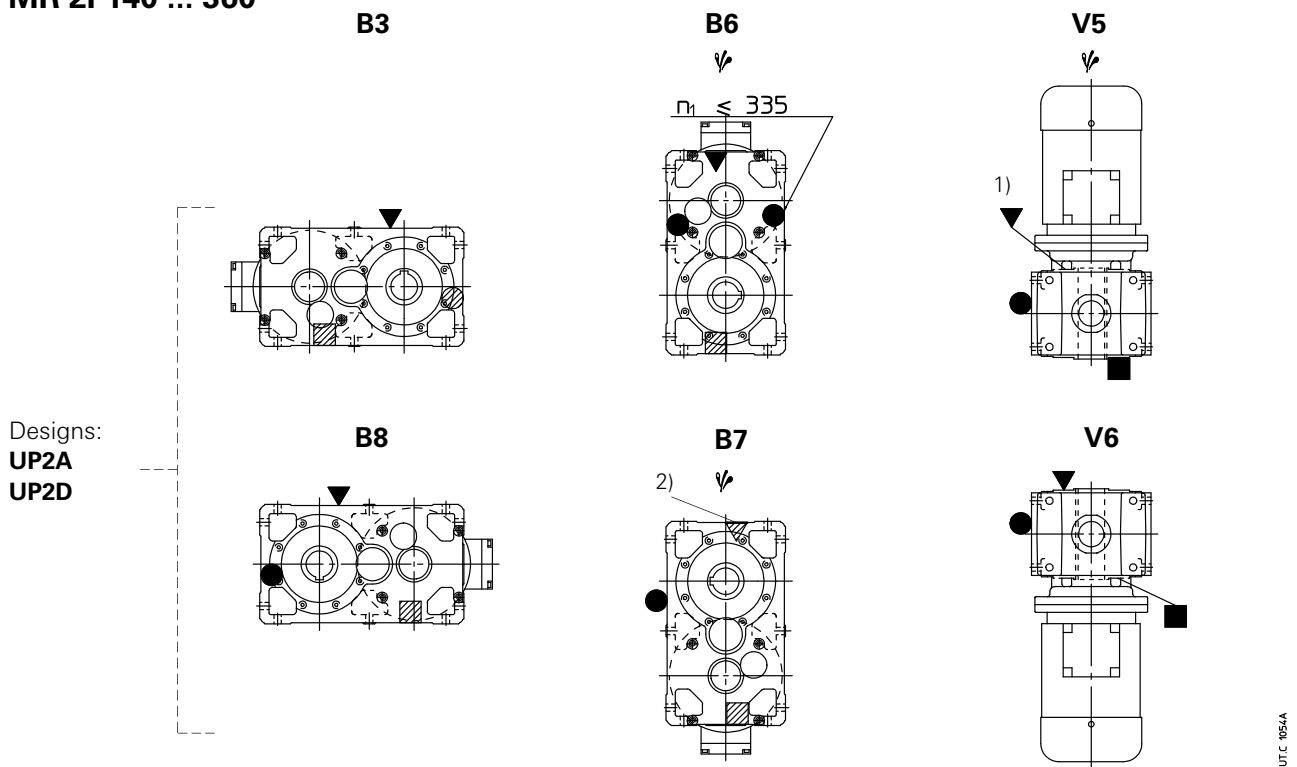 B3
B6
V5
n₁ ≤ 335
1)
Designs:
UP2A
UP2D
B8
B7
V6
2)
UT.C 1054A